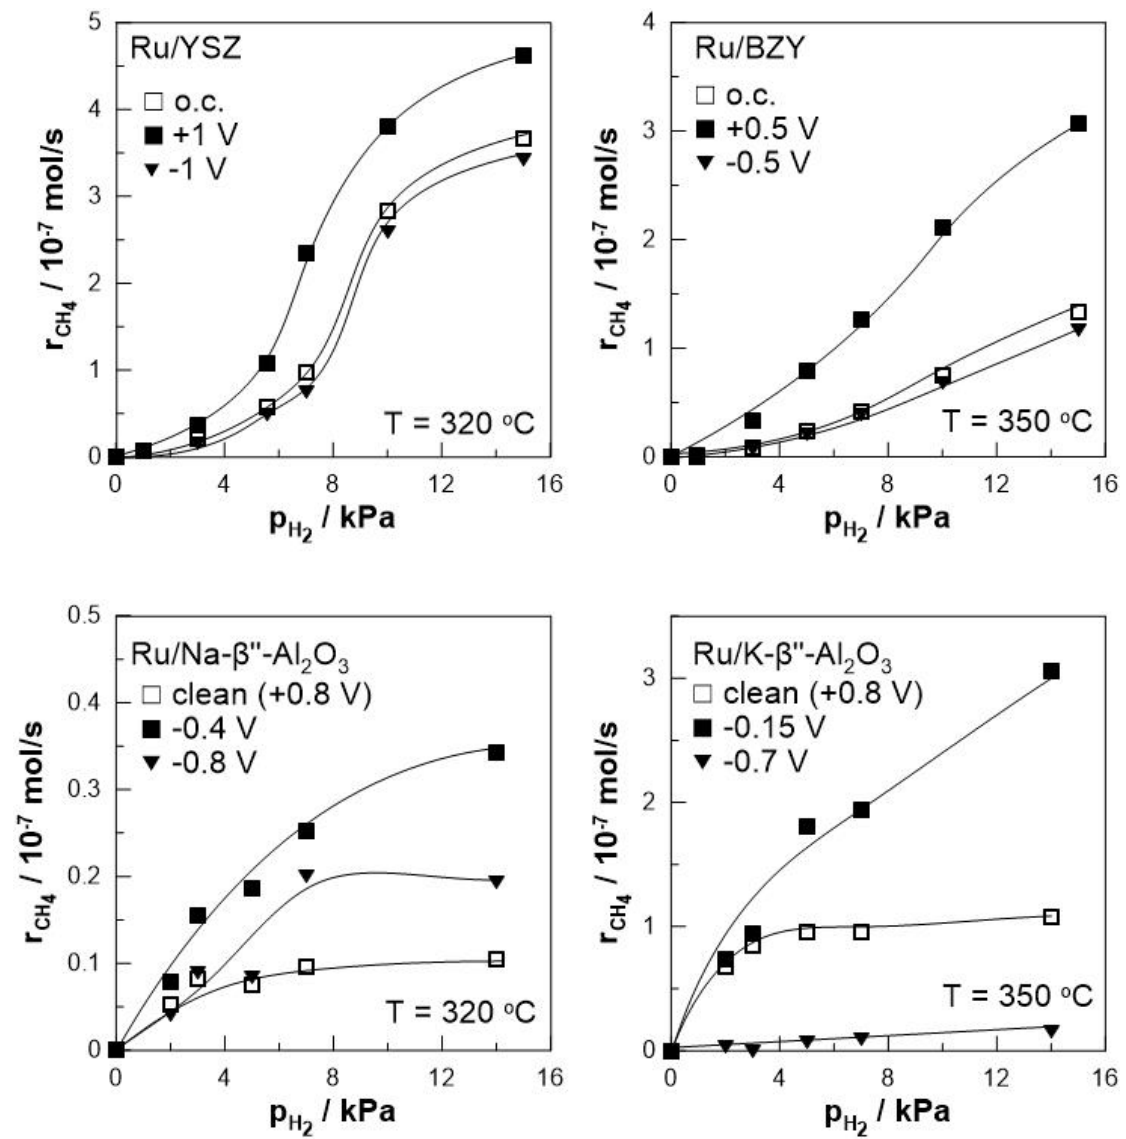 Ru/YSZ
o.c.
+1 V
-1 V
T = 320 °C
5
4
3
2
1
0
0 4 8 12 16
r_CH₄ / 10⁻⁷ mol/s
p_H₂ / kPa
Ru/BZY
o.c.
+0.5 V
-0.5 V
T = 350 °C
4
3
2
1
0
0 4 8 12 16
r_CH₄ / 10⁻⁷ mol/s
p_H₂ / kPa
Ru/Na-β"-Al₂O₃
clean (+0.8 V)
-0.4 V
-0.8 V
T = 320 °C
0.5
0.4
0.3
0.2
0.1
0
0 4 8 12 16
r_CH₄ / 10⁻⁷ mol/s
p_H₂ / kPa
Ru/K-β"-Al₂O₃
clean (+0.8 V)
-0.15 V
-0.7 V
T = 350 °C
3
2
1
0
0 4 8 12 16
r_CH₄ / 10⁻⁷ mol/s
p_H₂ / kPa